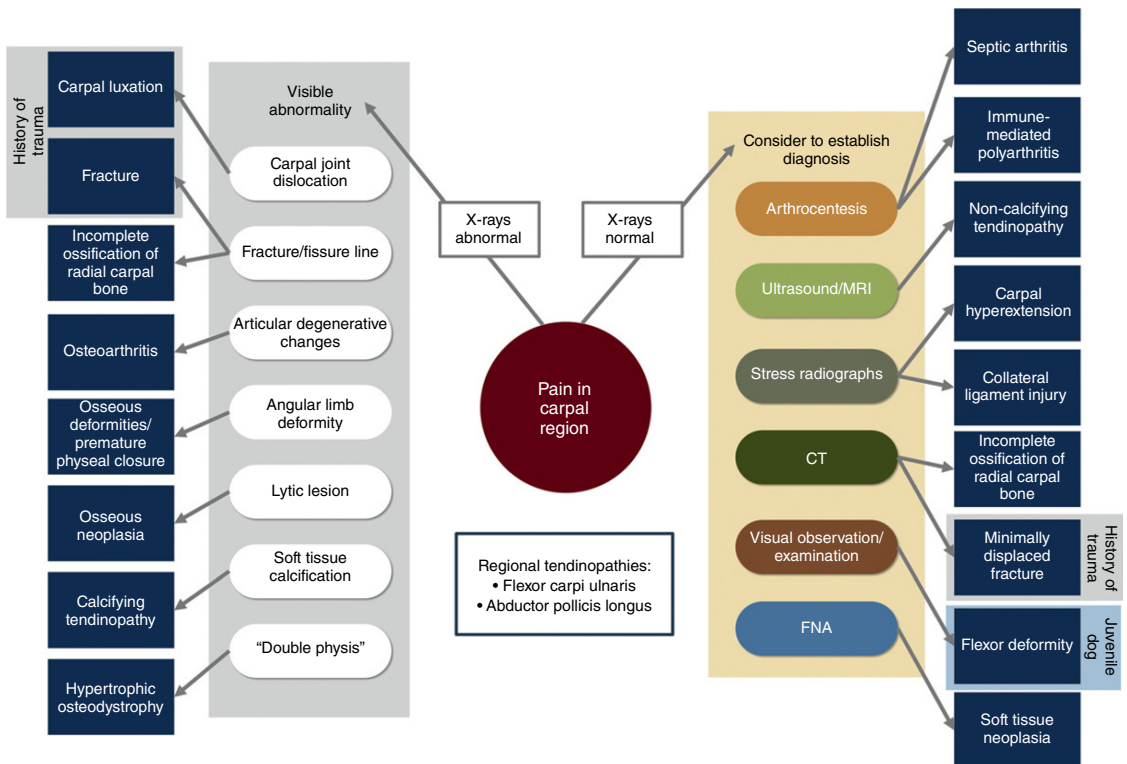 History of
trauma
Carpal luxation
Fracture
Incomplete
ossification of
radial carpal
bone
Osteoarthritis
Osseous
deformities/
premature
physeal closure
Osseous
neoplasia
Calcifying
tendinopathy
Hypertrophic
osteodystrophy
Visible
abnormality
Carpal joint
dislocation
Fracture/fissure line
Articular degenerative
changes
Angular limb
deformity
Lytic lesion
Soft tissue
calcification
“Double physis”
X-rays
abnormal
X-rays
normal
Pain in
carpal
region
Regional tendinopathies:
• Flexor carpi ulnaris
• Abductor pollicis longus
Consider to establish
diagnosis
Arthrocentesis
Ultrasound/MRI
Stress radiographs
CT
Visual observation/
examination
FNA
Septic arthritis
Immune-
mediated
polyarthritis
Non-calcifying
tendinopathy
Carpal
hyperextension
Collateral
ligament injury
Incomplete
ossification of
radial carpal
bone
Minimally
displaced
fracture
History of
trauma
Flexor deformity
Juvenile
dog
Soft tissue
neoplasia